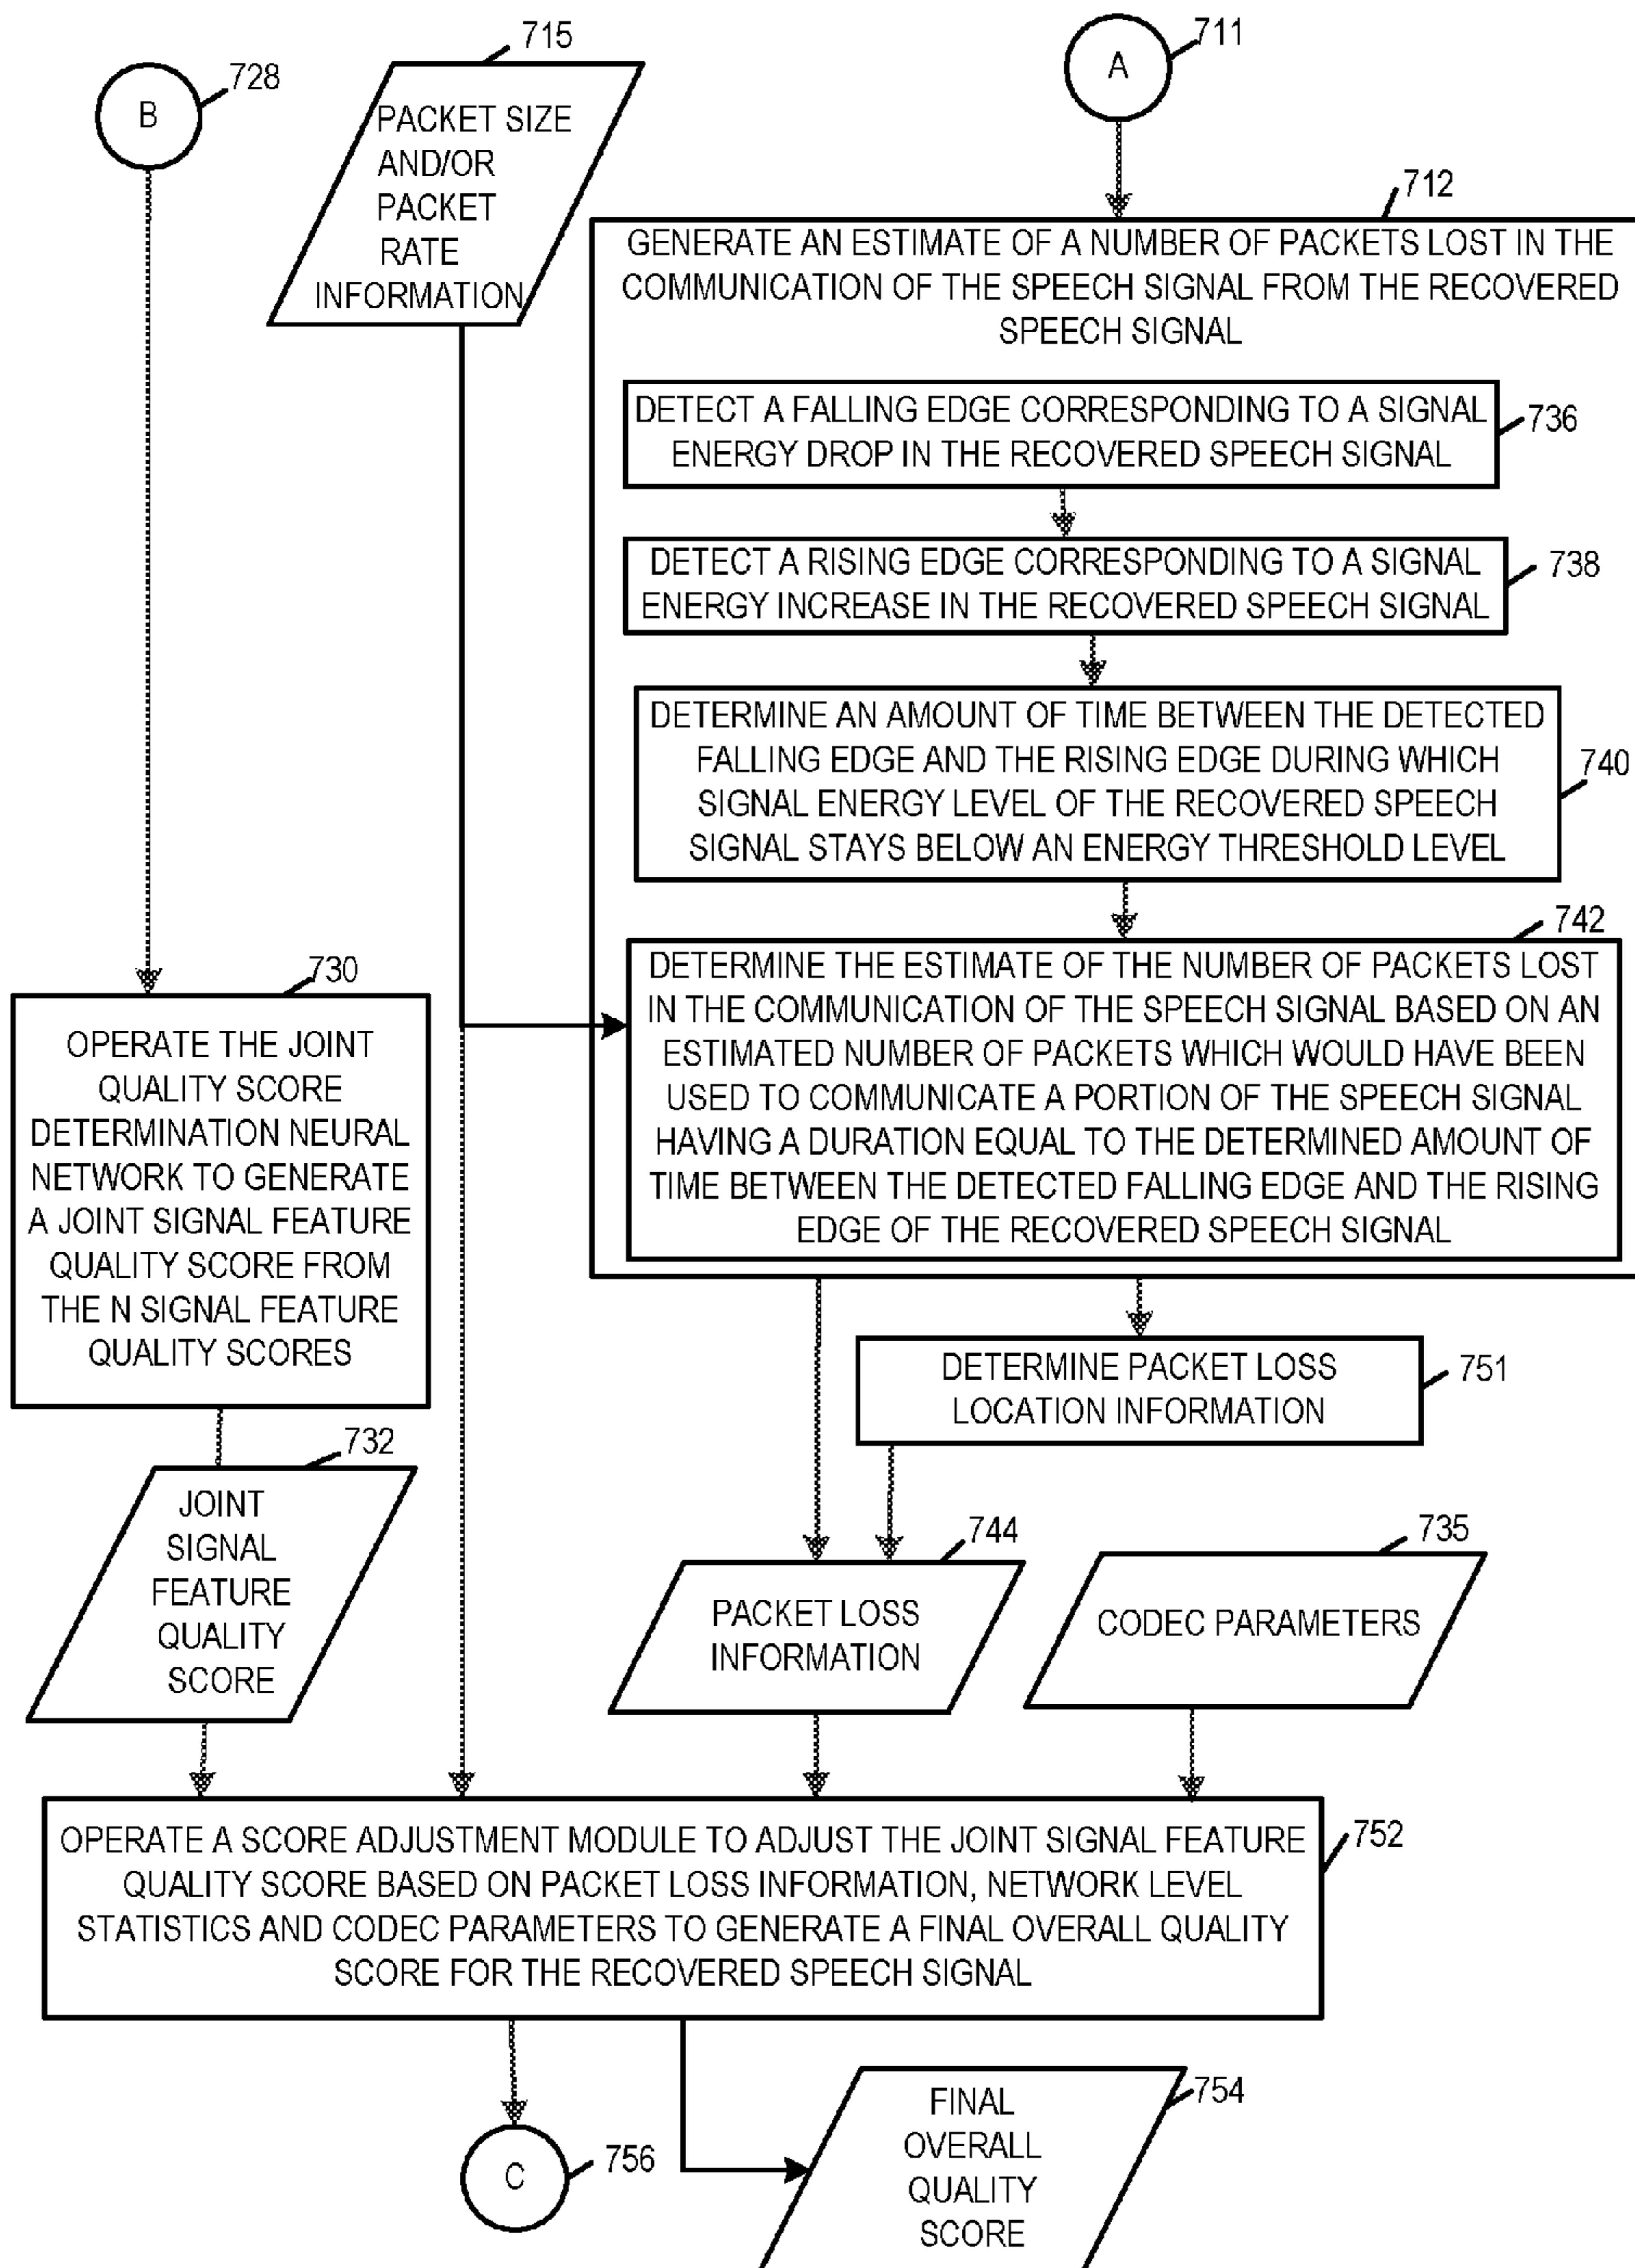 715
711
A
728
B
PACKET SIZE
AND/OR
PACKET
RATE
INFORMATION
712
GENERATE AN ESTIMATE OF A NUMBER OF PACKETS LOST IN THE
COMMUNICATION OF THE SPEECH SIGNAL FROM THE RECOVERED
SPEECH SIGNAL
DETECT A FALLING EDGE CORRESPONDING TO A SIGNAL
ENERGY DROP IN THE RECOVERED SPEECH SIGNAL
736
DETECT A RISING EDGE CORRESPONDING TO A SIGNAL
ENERGY INCREASE IN THE RECOVERED SPEECH SIGNAL
738
DETERMINE AN AMOUNT OF TIME BETWEEN THE DETECTED
FALLING EDGE AND THE RISING EDGE DURING WHICH
SIGNAL ENERGY LEVEL OF THE RECOVERED SPEECH
SIGNAL STAYS BELOW AN ENERGY THRESHOLD LEVEL
740
742
DETERMINE THE ESTIMATE OF THE NUMBER OF PACKETS LOST
IN THE COMMUNICATION OF THE SPEECH SIGNAL BASED ON AN
ESTIMATED NUMBER OF PACKETS WHICH WOULD HAVE BEEN
USED TO COMMUNICATE A PORTION OF THE SPEECH SIGNAL
HAVING A DURATION EQUAL TO THE DETERMINED AMOUNT OF
TIME BETWEEN THE DETECTED FALLING EDGE AND THE RISING
EDGE OF THE RECOVERED SPEECH SIGNAL
730
OPERATE THE JOINT
QUALITY SCORE
DETERMINATION NEURAL
NETWORK TO GENERATE
A JOINT SIGNAL FEATURE
QUALITY SCORE FROM
THE N SIGNAL FEATURE
QUALITY SCORES
DETERMINE PACKET LOSS
LOCATION INFORMATION
751
732
JOINT
SIGNAL
FEATURE
QUALITY
SCORE
744
PACKET LOSS
INFORMATION
735
CODEC PARAMETERS
OPERATE A SCORE ADJUSTMENT MODULE TO ADJUST THE JOINT SIGNAL FEATURE
QUALITY SCORE BASED ON PACKET LOSS INFORMATION, NETWORK LEVEL
STATISTICS AND CODEC PARAMETERS TO GENERATE A FINAL OVERALL QUALITY
SCORE FOR THE RECOVERED SPEECH SIGNAL
752
C
756
FINAL
OVERALL
QUALITY
SCORE
754